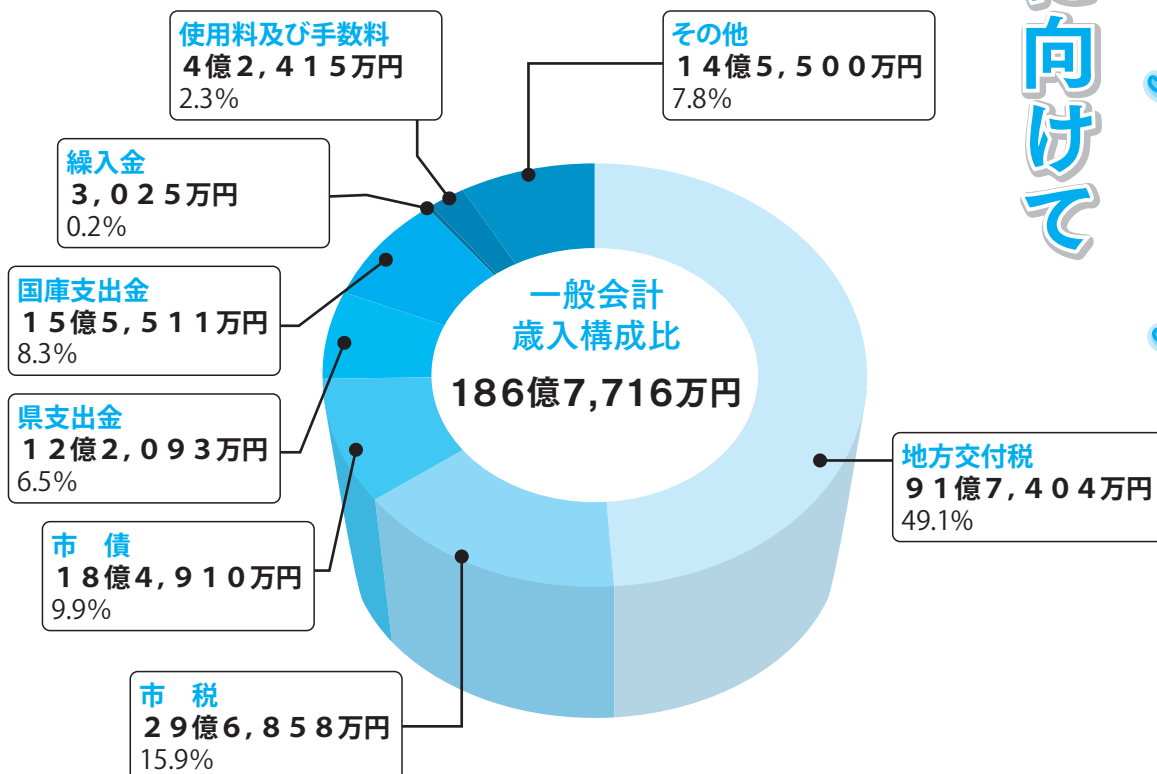 使用料及び手数料
4億2,415万円
2.3%
その他
14億5,500万円
7.8%
繰入金
3,025万円
0.2%
国庫支出金
15億5,511万円
8.3%
県支出金
12億2,093万円
6.5%
市　債
18億4,910万円
9.9%
市　税
29億6,858万円
15.9%
地方交付税
91億7,404万円
49.1%
一般会計
歳入構成比
186億7,716万円
向けて